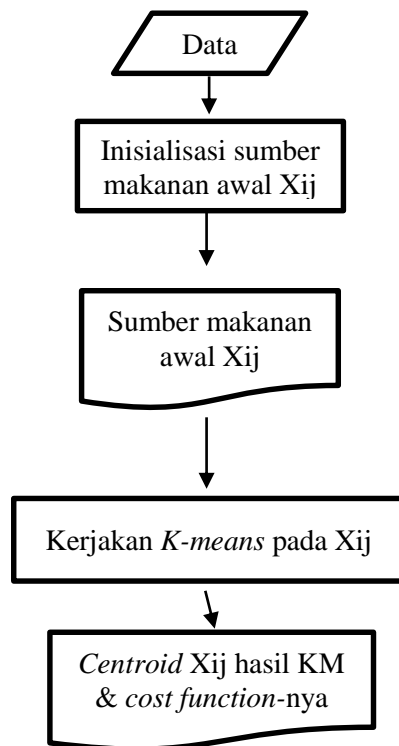 Data
Inisialisasi sumber
makanan awal Xij
Sumber makanan
awal Xij
Kerjakan K-means pada Xij
Centroid Xij hasil KM
& cost function-nya